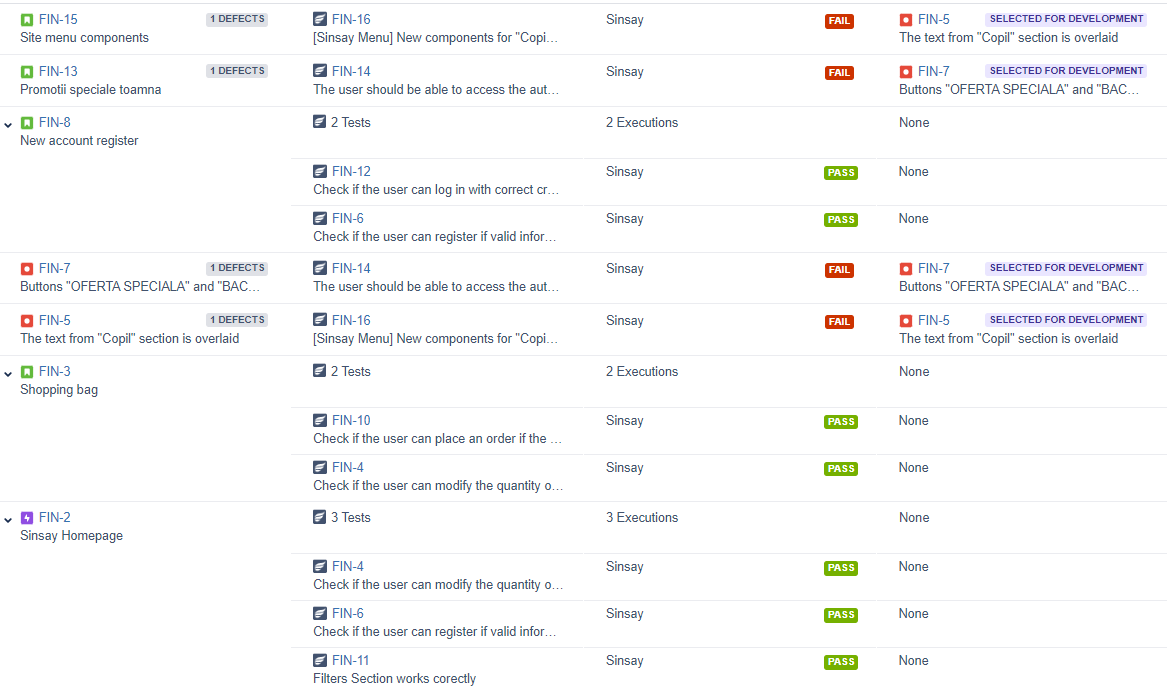 FIN-15 1 DEFECTS FIN-16 Sinsay FAIL FIN-5 SELECTED FOR DEVELOPMENT
Site menu components [Sinsay Menu] New components for "Copi... The text from "Copil" section is overlaid
FIN-13 1 DEFECTS FIN-14 Sinsay FAIL FIN-7 SELECTED FOR DEVELOPMENT
Promotii speciale toamna The user should be able to access the aut... Buttons "OFERTA SPECIALA" and "BAC...
FIN-8 2 Tests 2 Executions None
New account register
FIN-12 Sinsay PASS None
Check if the user can log in with correct cr...
FIN-6 Sinsay PASS None
Check if the user can register if valid infor...
FIN-7 1 DEFECTS FIN-14 Sinsay FAIL FIN-7 SELECTED FOR DEVELOPMENT
Buttons "OFERTA SPECIALA" and "BAC... The user should be able to access the aut... Buttons "OFERTA SPECIALA" and "BAC...
FIN-5 1 DEFECTS FIN-16 Sinsay FAIL FIN-5 SELECTED FOR DEVELOPMENT
The text from "Copil" section is overlaid [Sinsay Menu] New components for "Copi... The text from "Copil" section is overlaid
FIN-3 2 Tests 2 Executions None
Shopping bag
FIN-10 Sinsay PASS None
Check if the user can place an order if the ...
FIN-4 Sinsay PASS None
Check if the user can modify the quantity o...
FIN-2 3 Tests 3 Executions None
Sinsay Homepage
FIN-4 Sinsay PASS None
Check if the user can modify the quantity o...
FIN-6 Sinsay PASS None
Check if the user can register if valid infor...
FIN-11 Sinsay PASS None
Filters Section works corectly